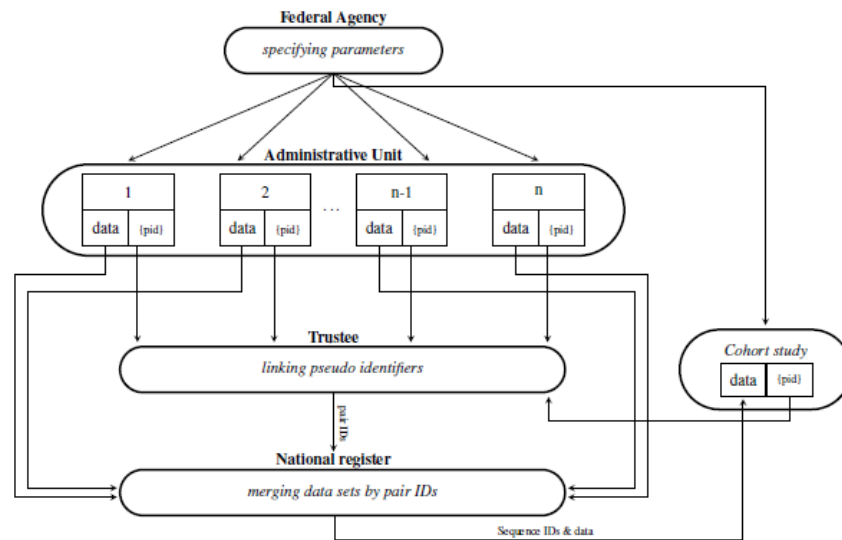 Federal Agency
specifying parameters
Administrative Unit
1 2 ... n-1 n
data {pid} data {pid} data {pid} data {pid}
Trustee
linking pseudo identifiers
Cohort study
data {pid}
pair IDs
National register
merging data sets by pair IDs
Sequence IDs & data